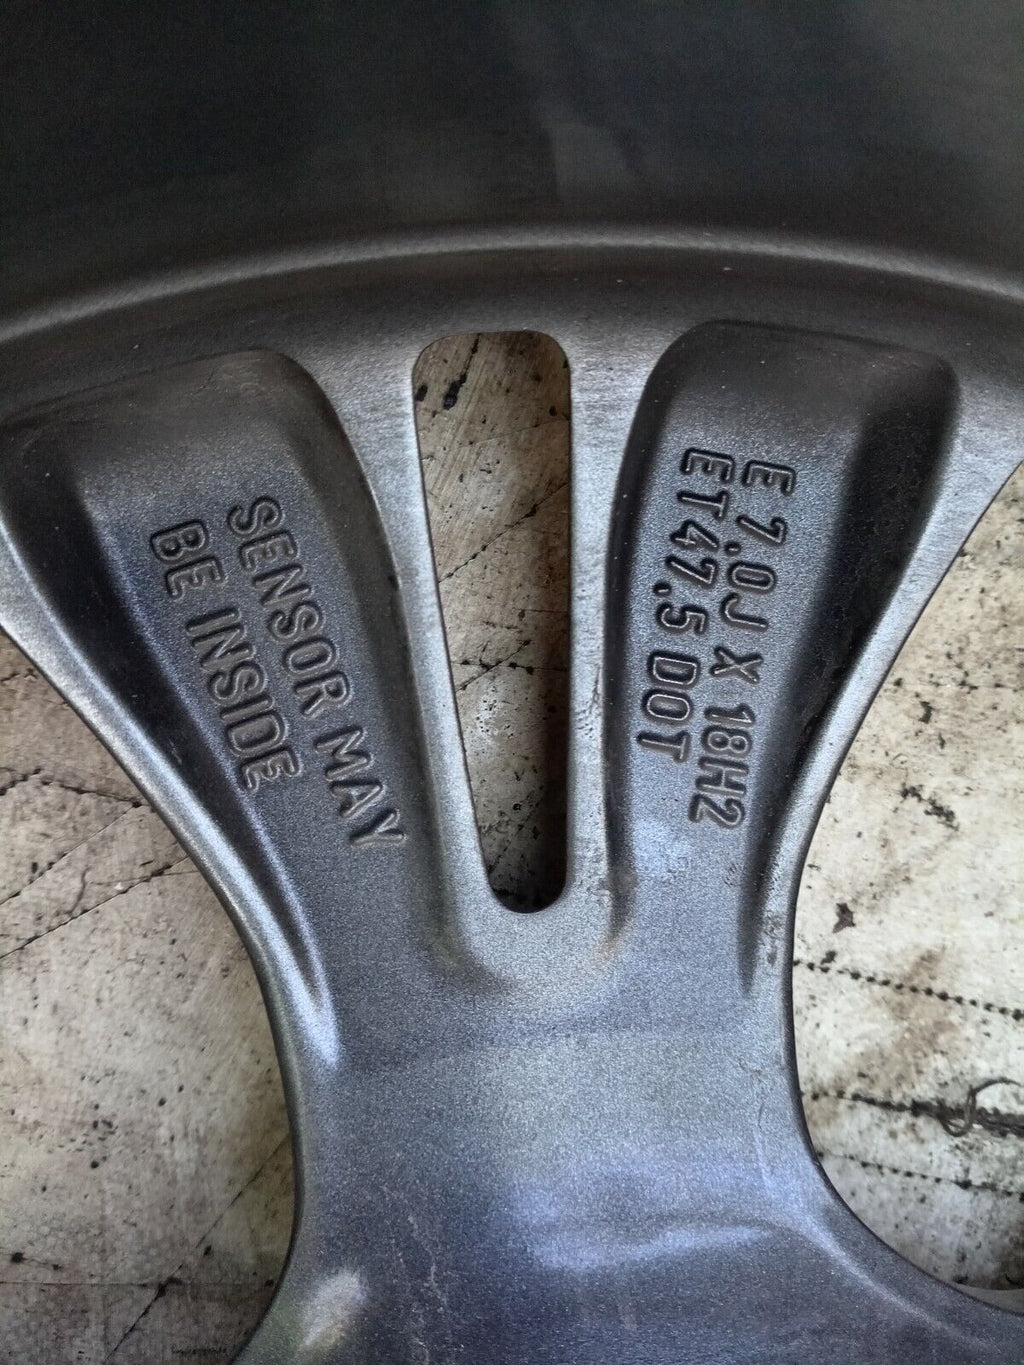 SENSOR MAY
BE INSIDE
E 7.0J X 18H2
ET47,5 DOT